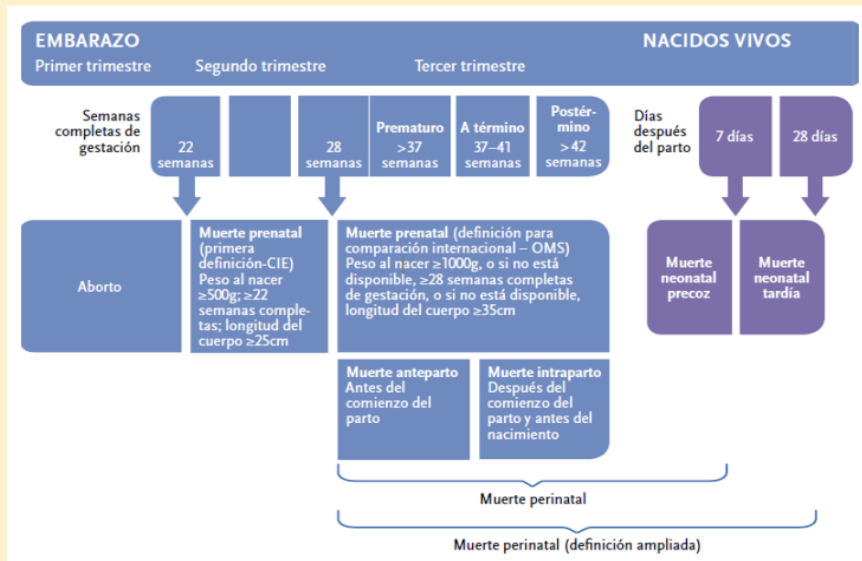 EMBARAZO
NACIDOS VIVOS
Primer trimestre
Segundo trimestre
Tercer trimestre
Semanas
completas de
gestación
22
semanas
28
semanas
Prematuro
>37
semanas
A término
37–41
semanas
Postér-
mino
>42
semanas
Días
después
del parto
7 días
28 días
Aborto
Muerte prenatal
(primera
definición-CIE)
Peso al nacer
≥500g; ≥22
semanas comple-
tas; longitud del
cuerpo ≥25cm
Muerte prenatal (definición para
comparación internacional – OMS)
Peso al nacer ≥1000g, o si no está
disponible, ≥28 semanas completas
de gestación, o si no está disponible,
longitud del cuerpo ≥35cm
Muerte
neonatal
precoz
Muerte
neonatal
tardía
Muerte anteparto
Antes del
comienzo del
parto
Muerte intraparto
Después del
comienzo del
parto y antes del
nacimiento
Muerte perinatal
Muerte perinatal (definición ampliada)